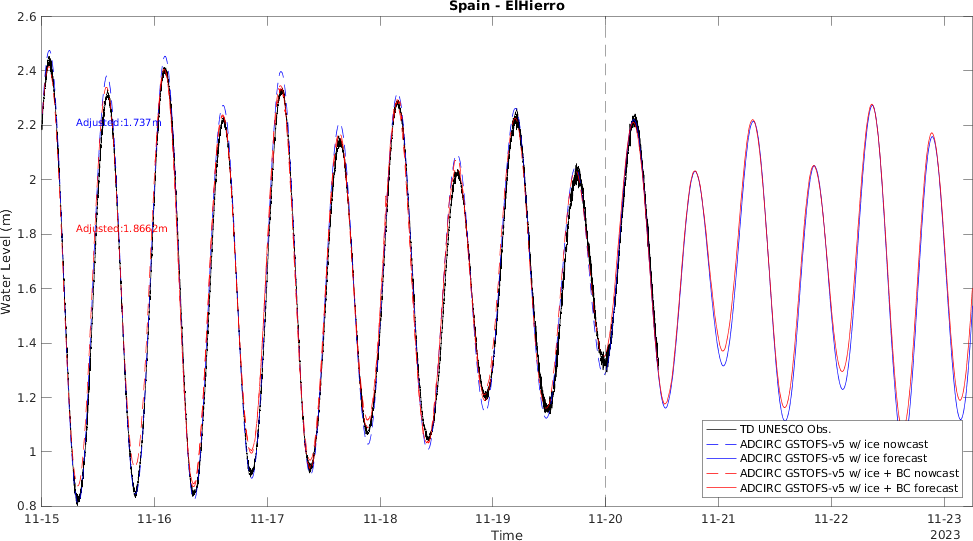 Spain - ElHierro
2.6
2.4
2.2
2
1.8
1.6
1.4
1.2
1
0.8
Water Level (m)
Adjusted:1.737m
Adjusted:1.8662m
TD UNESCO Obs.
ADCIRC GSTOFS-v5 w/ ice nowcast
ADCIRC GSTOFS-v5 w/ ice forecast
ADCIRC GSTOFS-v5 w/ ice + BC nowcast
ADCIRC GSTOFS-v5 w/ ice + BC forecast
11-15 11-16 11-17 11-18 11-19 11-20 11-21 11-22 11-23
2023
Time